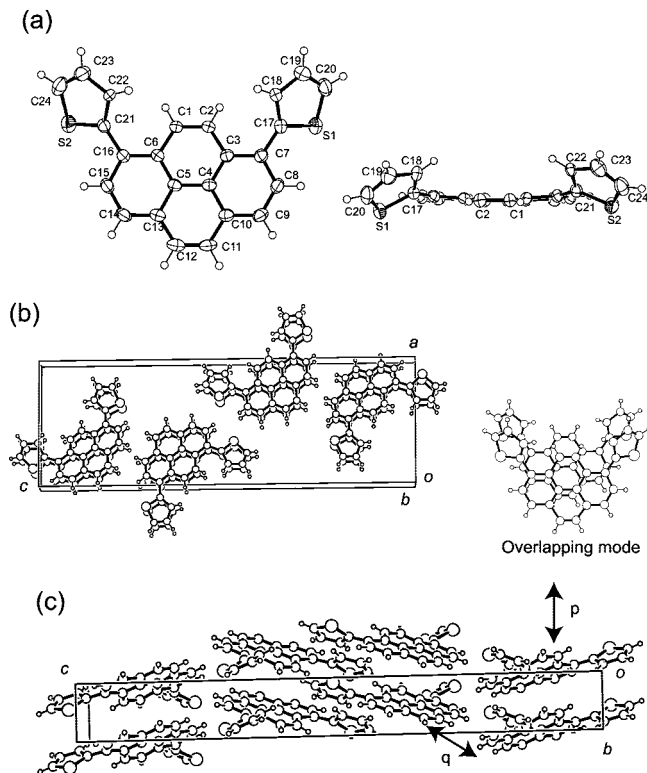 (a)
C23 C24 C22 C21 S2 C16 C1 C2 C6 C3 C15 C5 C4 C14 C13 C10 C12 C11 C9 C8 C7 C17 S1 C18 C19 C20
C19 C18 C20 S1 C17 C2 C1 C21 C22 C23 C24 S2
(b)
a
c
o
b
Overlapping mode
(c)
p
c
o
b
q